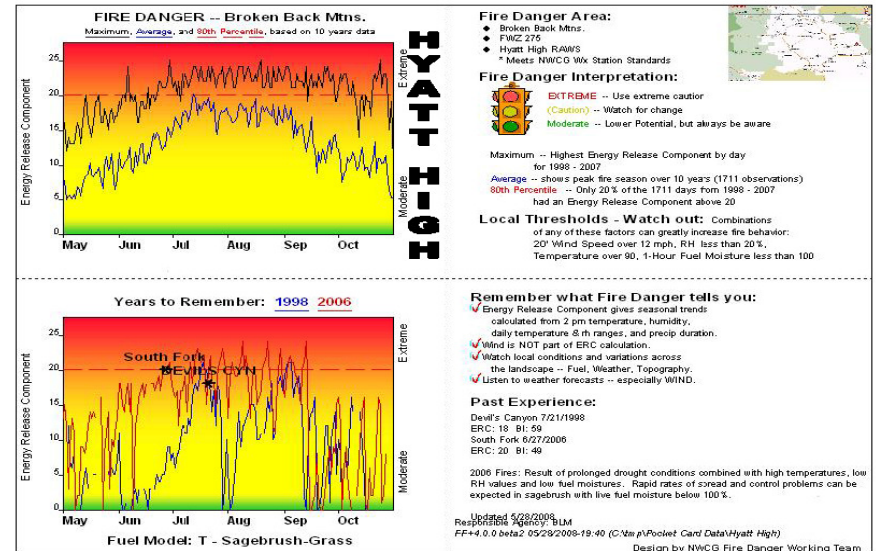 FIRE DANGER -- Broken Back Mtns.
Maximum, Average, and 80th Percentile, based on 10 years data
Energy Release Component
25
20
15
10
5
0
May Jun Jul Aug Sep Oct
Extreme
Moderate
HYATT HIGH
Fire Danger Area:
Broken Back Mtns.
FWZ 275
Hyatt High RAWS
* Meets NWCG Wx Station Standards
Fire Danger Interpretation:
EXTREME -- Use extreme caution
(Caution) -- Watch for change
Moderate -- Lower Potential, but always be aware
Maximum -- Highest Energy Release Component by day
for 1998 - 2007
Average -- shows peak fire season over 10 years (1711 observations)
80th Percentile -- Only 20% of the 1711 days from 1998 - 2007
had an Energy Release Component above 20
Local Thresholds - Watch out: Combinations
of any of these factors can greatly increase fire behavior:
20' Wind Speed over 12 mph, RH less than 20%,
Temperature over 90, 1-Hour Fuel Moisture less than 100
Years to Remember: 1998 2006
Energy Release Component
25
20
15
10
5
0
South Fork
DEVIL'S CYN
May Jun Jul Aug Sep Oct
Extreme
Moderate
Fuel Model: T - Sagebrush-Grass
Remember what Fire Danger tells you:
Energy Release Component gives seasonal trends
calculated from 2 pm temperature, humidity,
daily temperature & rh ranges, and precip duration.
Wind is NOT part of ERC calculation.
Watch local conditions and variations across
the landscape -- Fuel, Weather, Topography.
Listen to weather forecasts -- especially WIND.
Past Experience:
Devil's Canyon 7/21/1998
ERC: 18 BI: 59
South Fork 6/27/2006
ERC: 20 BI: 49
2006 Fires: Result of prolonged drought conditions combined with high temperatures, low
RH values and low fuel moistures. Rapid rates of spread and control problems can be
expected in sagebrush with live fuel moisture below 100%.
Updated 5/28/2008
Responsible Agency: BLM
FF+4.0.0 beta2 05/28/2008-19:40 (C:\tmp\Pocket Card Data\Hyatt High)
Design by NWCG Fire Danger Working Team